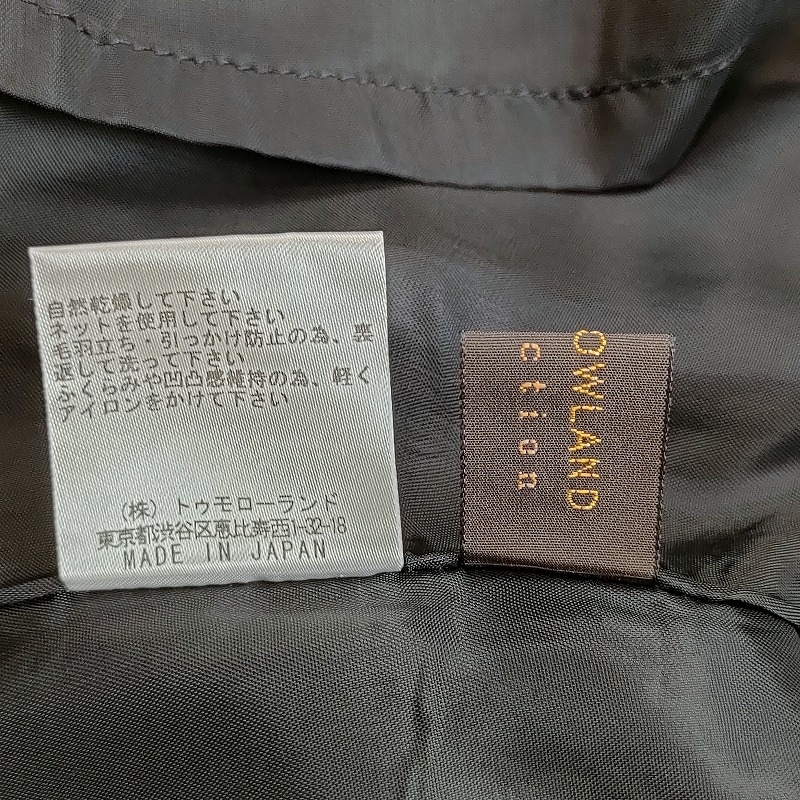 自然乾燥して下さい
ネットを使用して下さい
毛羽立ち・引っかけ防止の為、裏
返して洗って下さい
ふくらみや凹凸感維持の為、軽く
アイロンをかけて下さい
(株)トゥモローランド
東京都渋谷区恵比寿西1-32-18
MADE IN JAPAN
OWLAND
ction